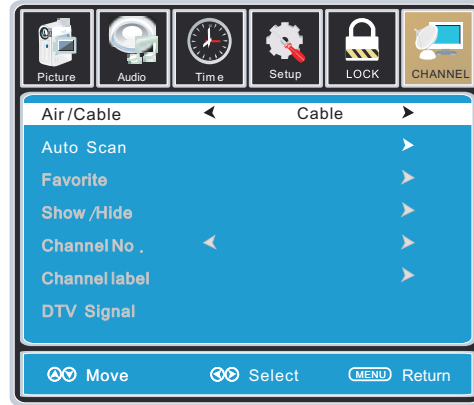 Picture Audio Time Setup LOCK CHANNEL
Air/Cable Cable
Auto Scan
Favorite
Show /Hide
Channel No .
Channel label
DTV Signal
Move Select MENU Return